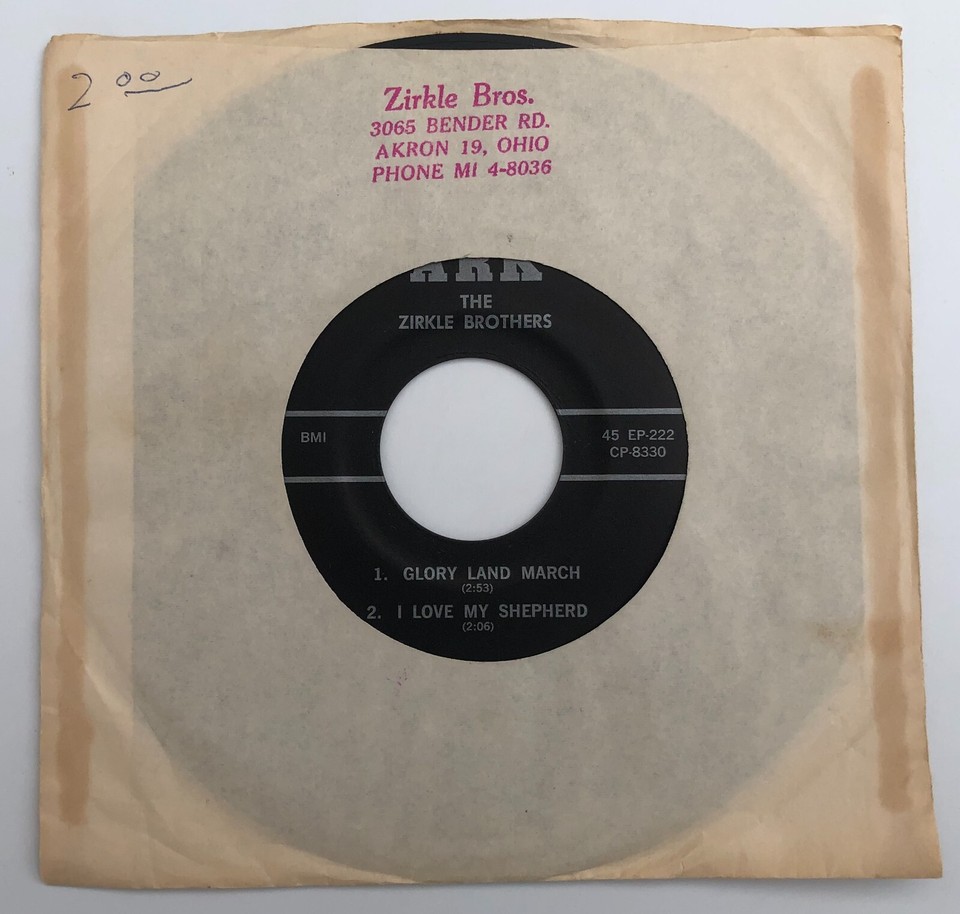 2 00
Zirkle Bros.
3065 BENDER RD.
AKRON 19, OHIO
PHONE MI 4-8036
ARK
THE
ZIRKLE BROTHERS
BMI
45 EP-222
CP-8330
1. GLORY LAND MARCH
(2:53)
2. I LOVE MY SHEPHERD
(2:06)